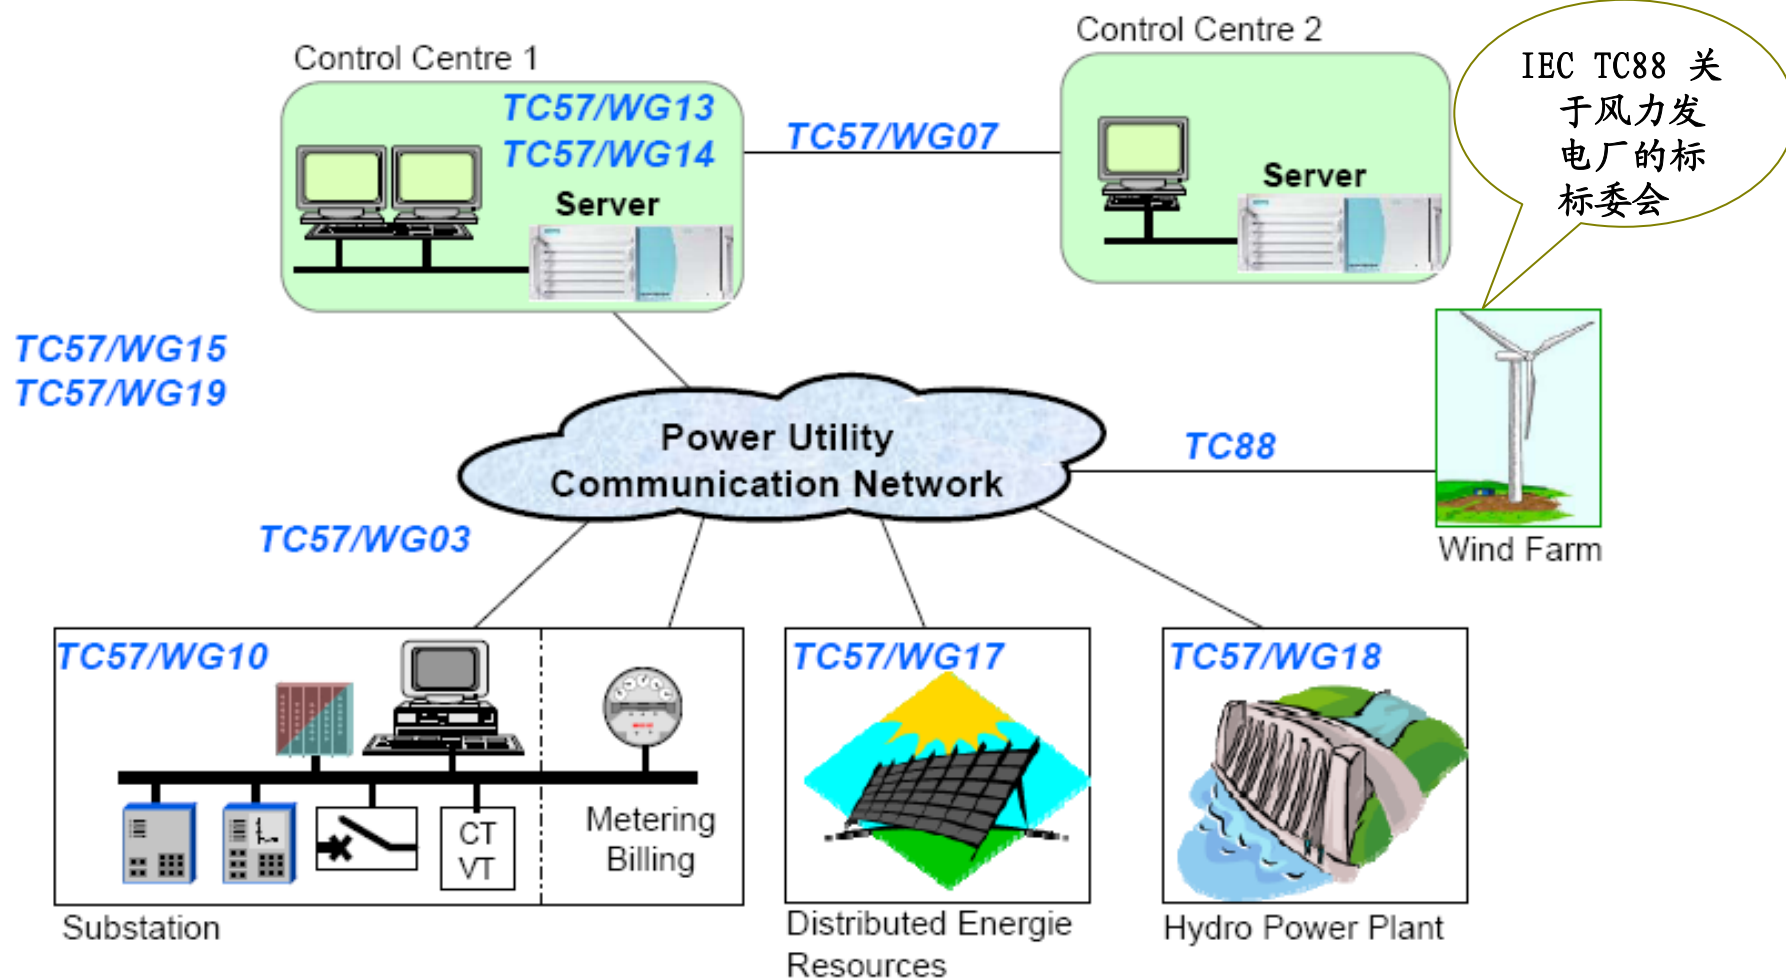 Control Centre 1
Control Centre 2
IEC TC88 关
于风力发
电厂的标
标委会
TC57/WG13
TC57/WG14
TC57/WG07
Server
Server
TC57/WG15
TC57/WG19
Power Utility
Communication Network
TC88
TC57/WG03
Wind Farm
TC57/WG10
TC57/WG17
TC57/WG18
CT
VT
Metering
Billing
Substation
Distributed Energie
Resources
Hydro Power Plant